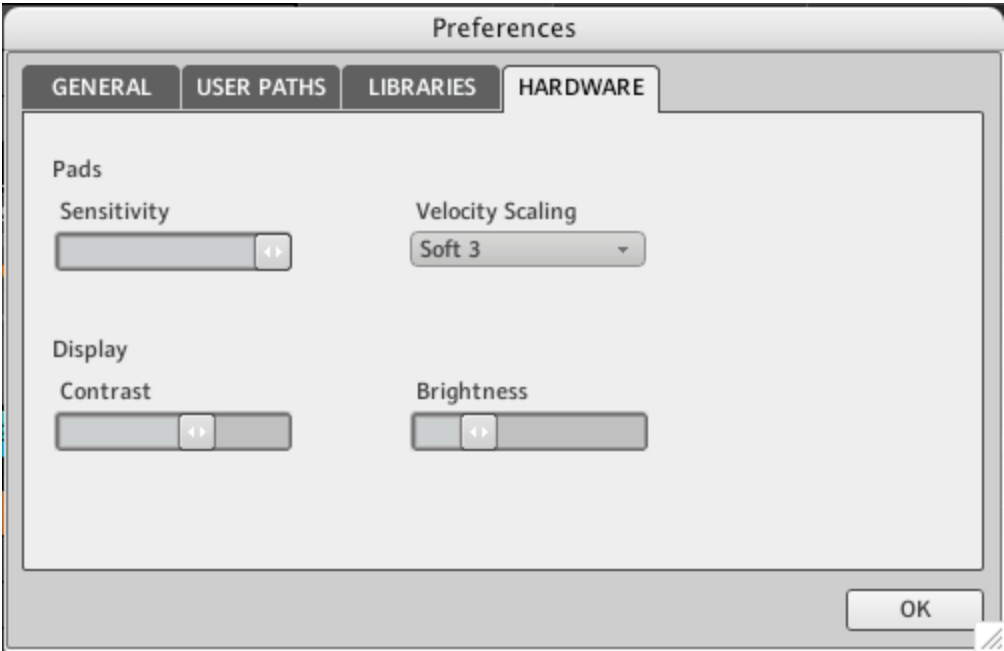 Preferences
GENERAL USER PATHS LIBRARIES HARDWARE
Pads
Sensitivity Velocity Scaling
Soft 3
Display
Contrast Brightness
OK